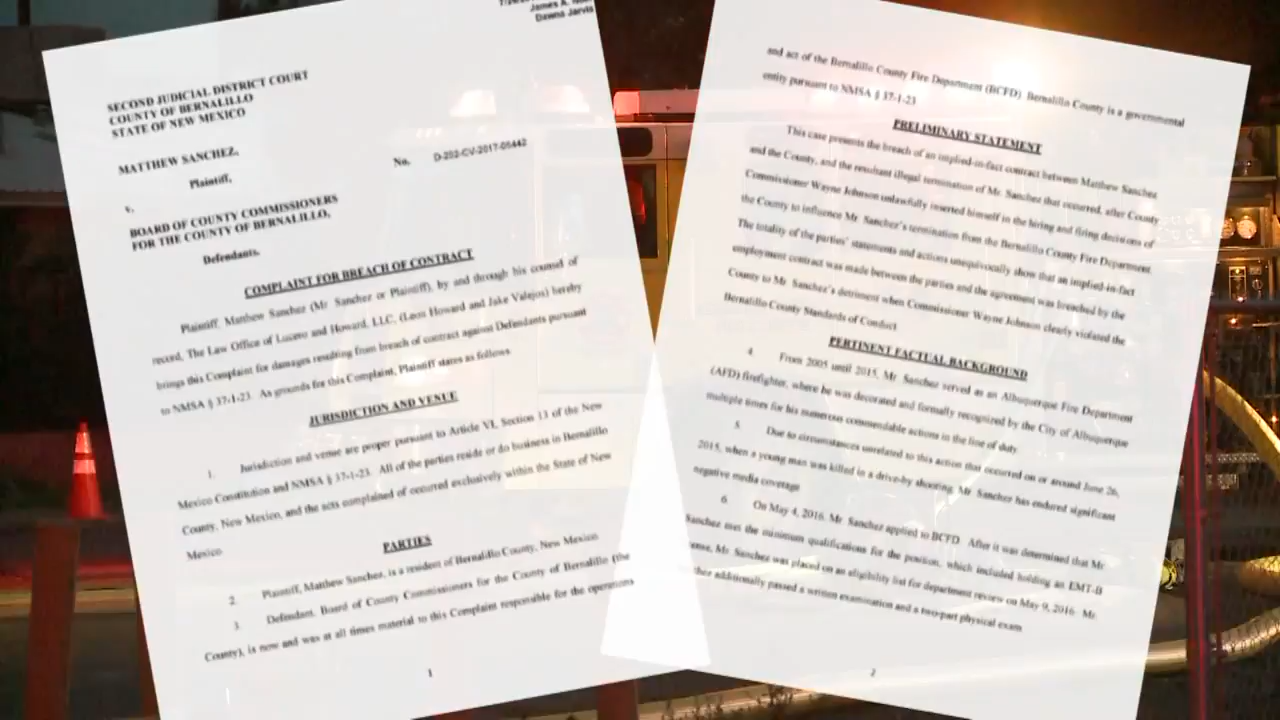 James A.
Dawna Jarvis
SECOND JUDICIAL DISTRICT COURT
COUNTY OF BERNALILLO
STATE OF NEW MEXICO
MATTHEW SANCHEZ,
Plaintiff,
No. D-202-CV-2017-05442
v.
BOARD OF COUNTY COMMISSIONERS
FOR THE COUNTY OF BERNALILLO,
Defendants.
COMPLAINT FOR BREACH OF CONTRACT
Plaintiff, Matthew Sanchez (Mr. Sanchez or Plaintiff), by and through his counsel of
record, The Law Office of Lucero and Howard, LLC, (Leon Howard and Jake Valejos) hereby
brings this Complaint for damages resulting from breach of contract against Defendants pursuant
to NMSA § 37-1-23. As grounds for this Complaint, Plaintiff states as follows
JURISDICTION AND VENUE
1. Jurisdiction and venue are proper pursuant to Article VI, Section 13 of the New
Mexico Constitution and NMSA § 37-1-23. All of the parties reside or do business in Bernalillo
County, New Mexico, and the acts complained of occurred exclusively within the State of New
Mexico.
PARTIES
2. Plaintiff, Matthew Sanchez, is a resident of Bernalillo County, New Mexico
3. Defendant, Board of County Commissioners for the County of Bernalillo (the
County), is now and was at all times material to this Complaint responsible for the operations
1
and act of the Bernalillo County Fire Department (BCFD). Bernalillo County is a governmental
entity pursuant to NMSA § 37-1-23
PRELIMINARY STATEMENT
This case presents the breach of an implied-in-fact contract between Matthew Sanchez
and the County, and the resultant illegal termination of Mr. Sanchez that occurred, after County
Commissioner Wayne Johnson unlawfully inserted himself in the hiring and firing decisions of
the County to influence Mr. Sanchez's termination from the Bernalillo County Fire Department.
The totality of the parties' statements and actions unequivocally show that an implied-in-fact
employment contract was made between the parties and the agreement was breached by the
County to Mr. Sanchez's detriment when Commissioner Wayne Johnson clearly violated the
Bernalillo County Standards of Conduct
PERTINENT FACTUAL BACKGROUND
4. From 2005 until 2015, Mr. Sanchez served as an Albuquerque Fire Department
(AFD) firefighter, where he was decorated and formally recognized by the City of Albuquerque
multiple times for his numerous commendable actions in the line of duty
5. Due to circumstances unrelated to this action that occurred on or around June 26,
2015, when a young man was killed in a drive-by shooting, Mr. Sanchez has endured significant
negative media coverage
6. On May 4, 2016, Mr. Sanchez applied to BCFD. After it was determined that Mr.
Sanchez met the minimum qualifications for the position, which included holding an EMT-B
Mr. Sanchez was placed on an eligibility list for department review on May 9, 2016. Mr.
additionally passed a written examination and a two-part physical exam
2